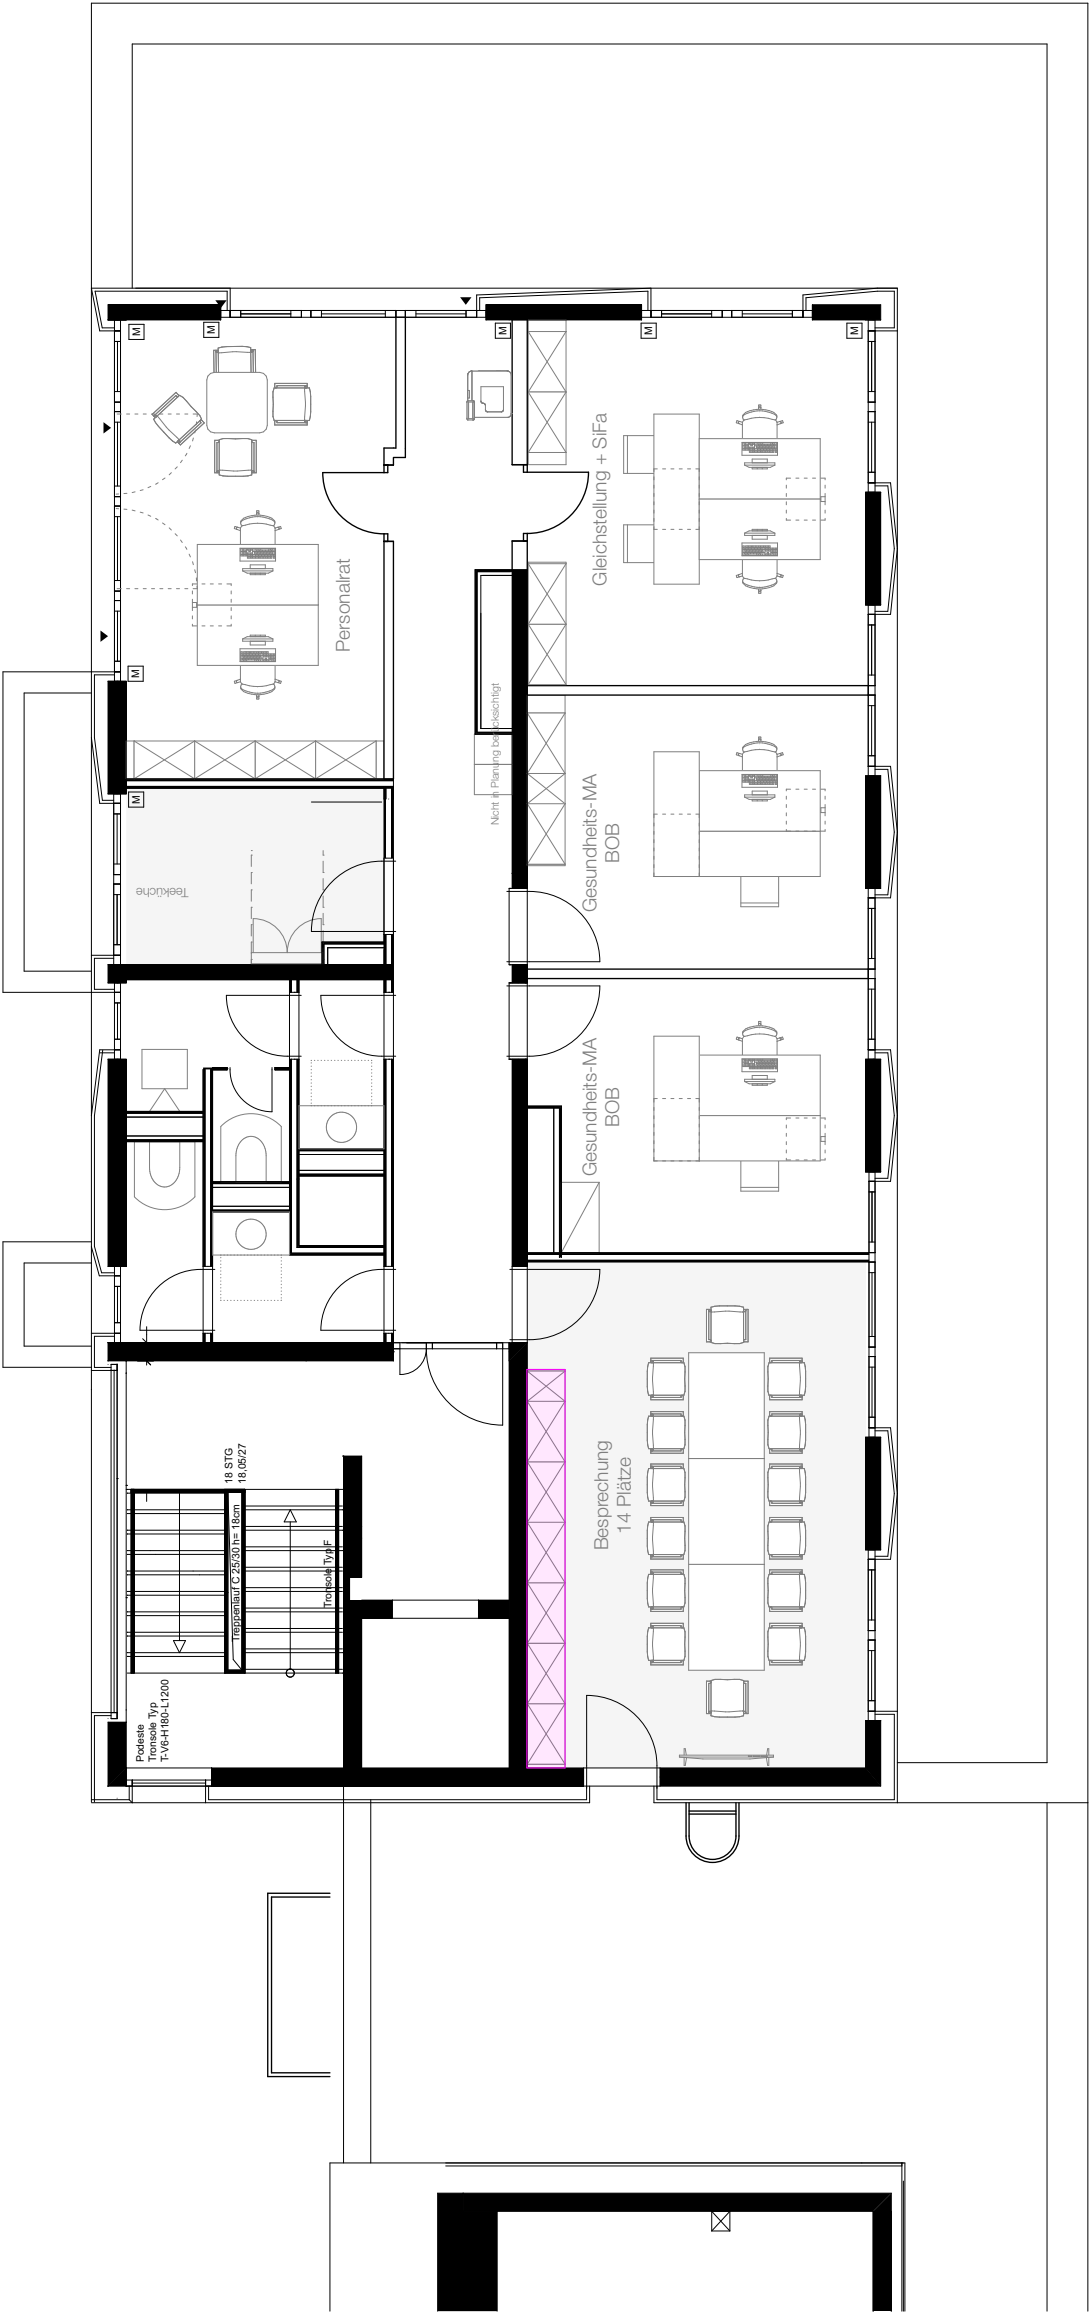 M
M
M
M
M
Gleichstellung + SiFa
Personalrat
M
Nicht in Planung berücksichtigt
Gesundheits-MA
BOB
M
Teeküche
Gesundheits-MA
BOB
Besprechung
14 Plätze
18 STG
18,05/27
Treppenlauf C 25/30 h= 18cm
Tronsole Typ F
Podeste
Tronsole Typ
T-V6-H180-L1200